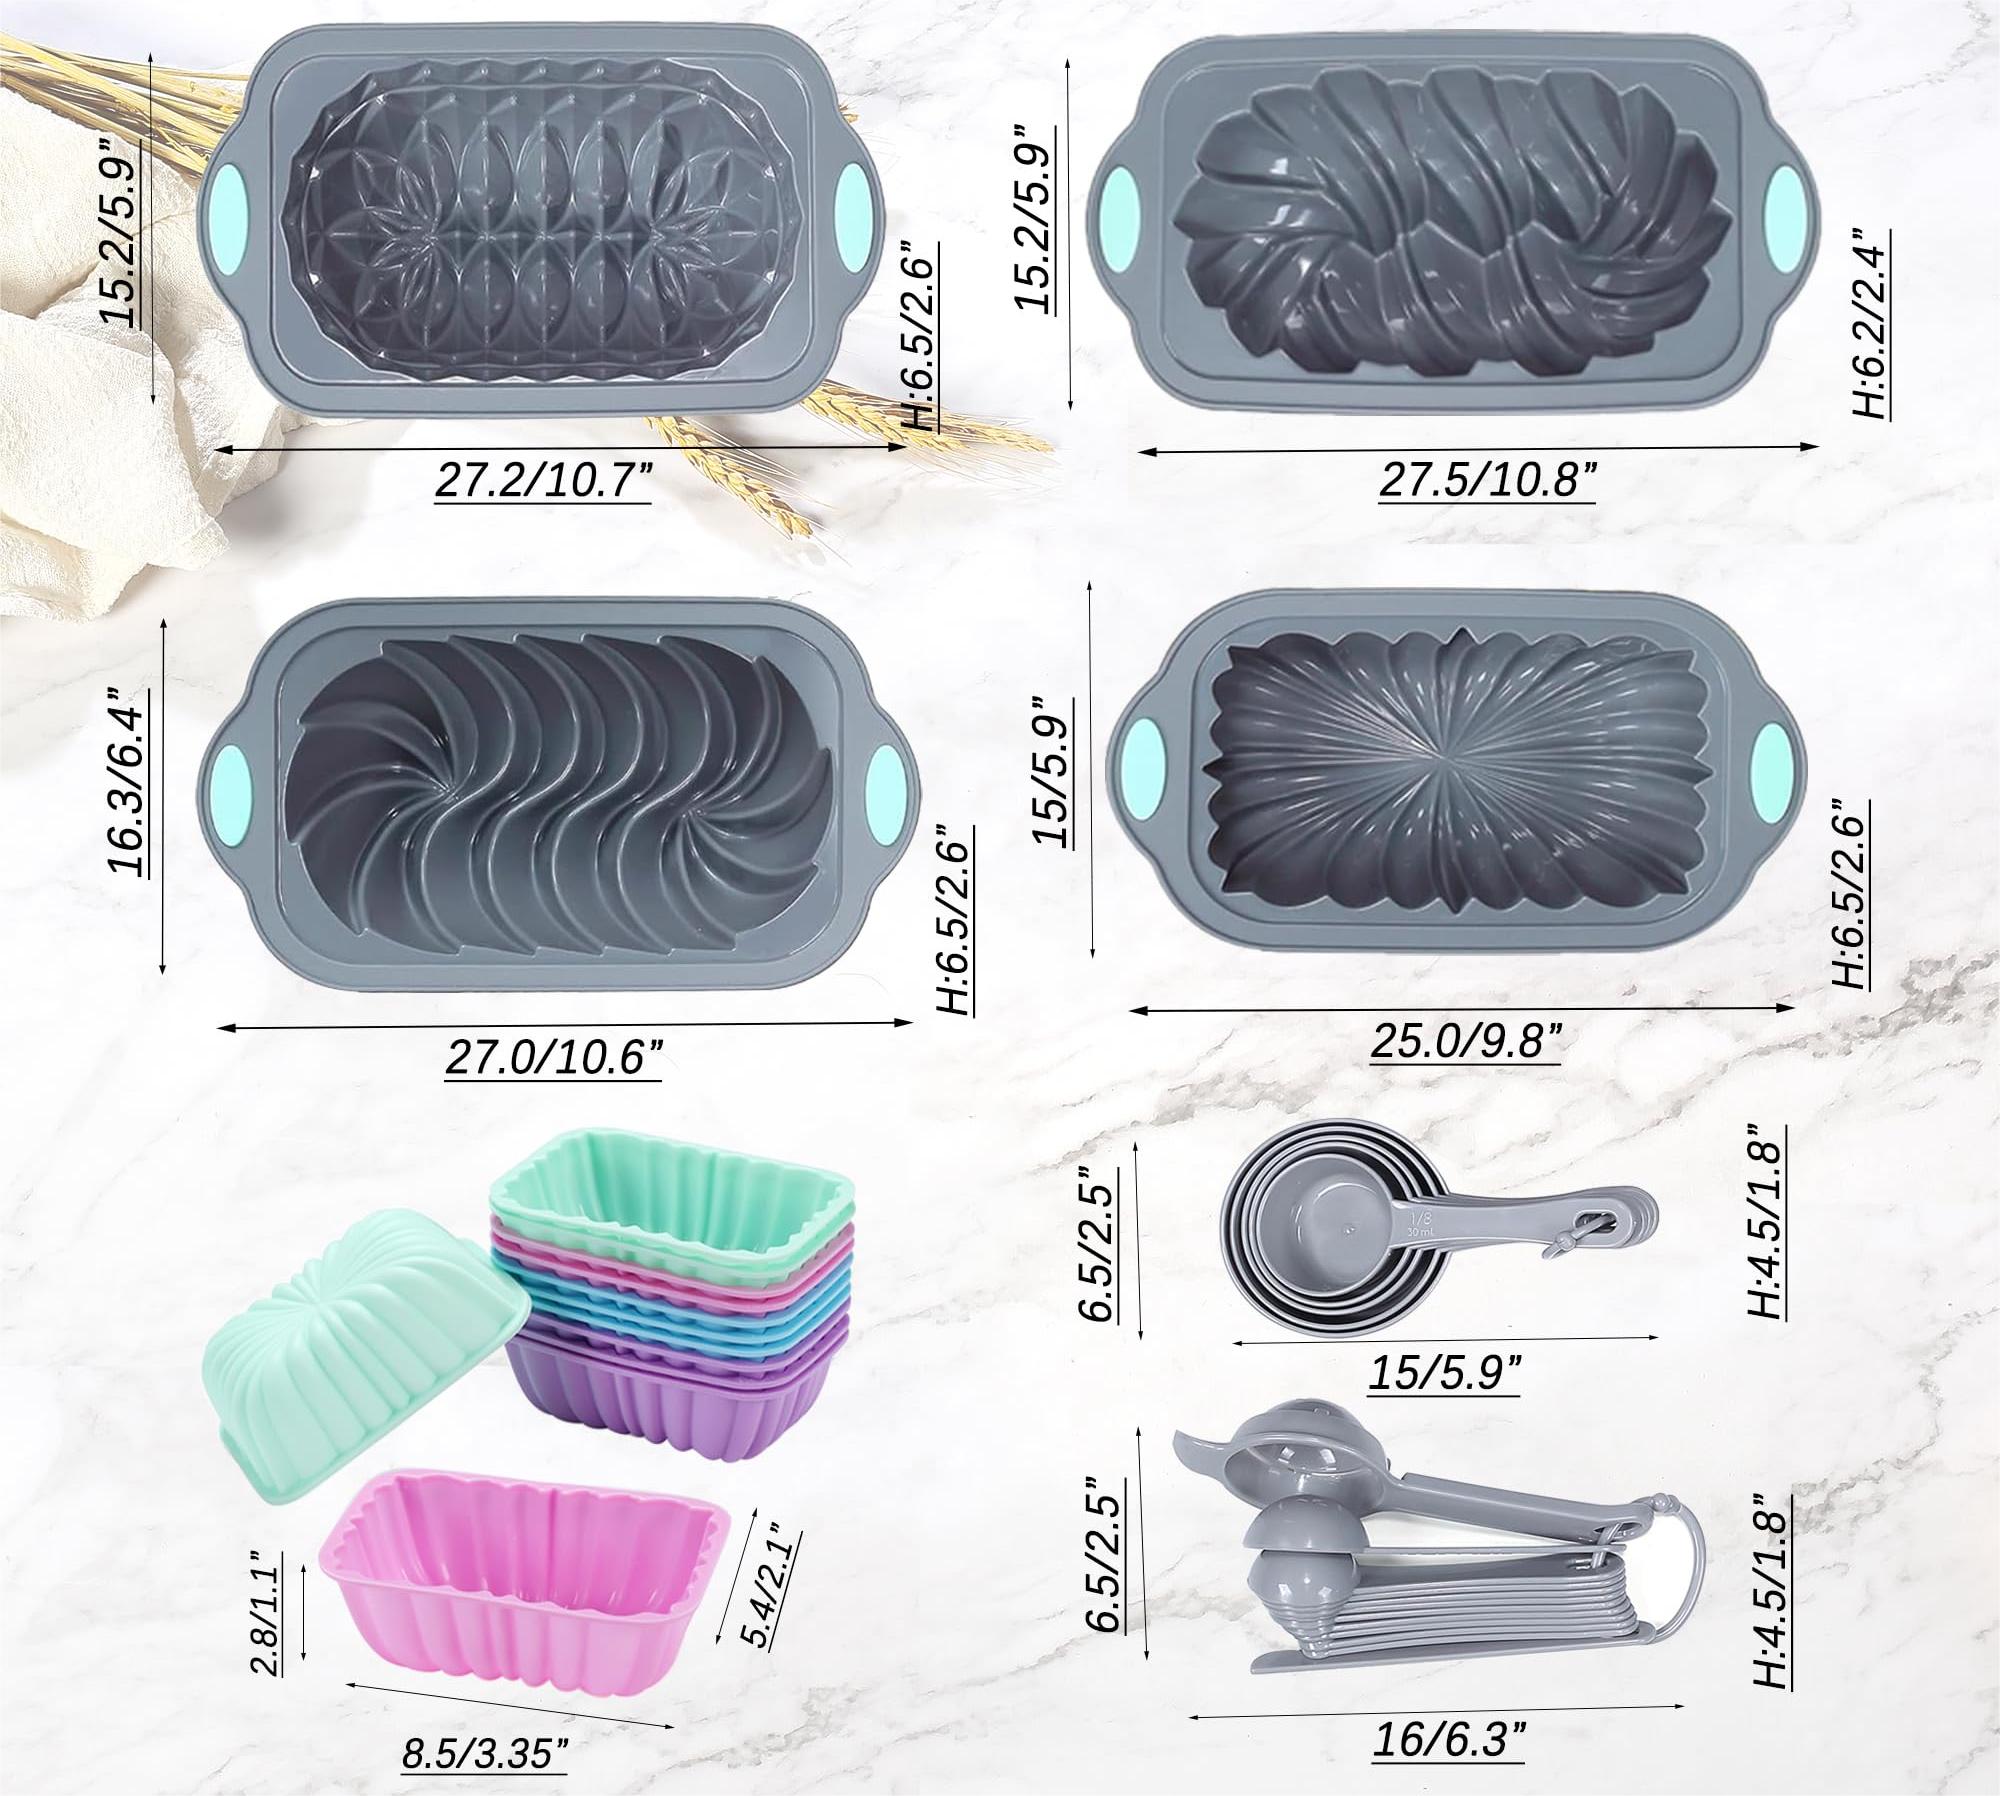 15.2/5.9”
H:6.5/2.6”
27.2/10.7”
15.2/5.9”
H:6.2/2.4”
27.5/10.8”
16.3/6.4”
H:6.5/2.6”
27.0/10.6”
15/5.9”
H:6.5/2.6”
25.0/9.8”
2.8/1.1”
5.4/2.1”
8.5/3.35”
6.5/2.5”
1/8
30 ml
H:4.5/1.8”
15/5.9”
6.5/2.5”
H:4.5/1.8”
16/6.3”